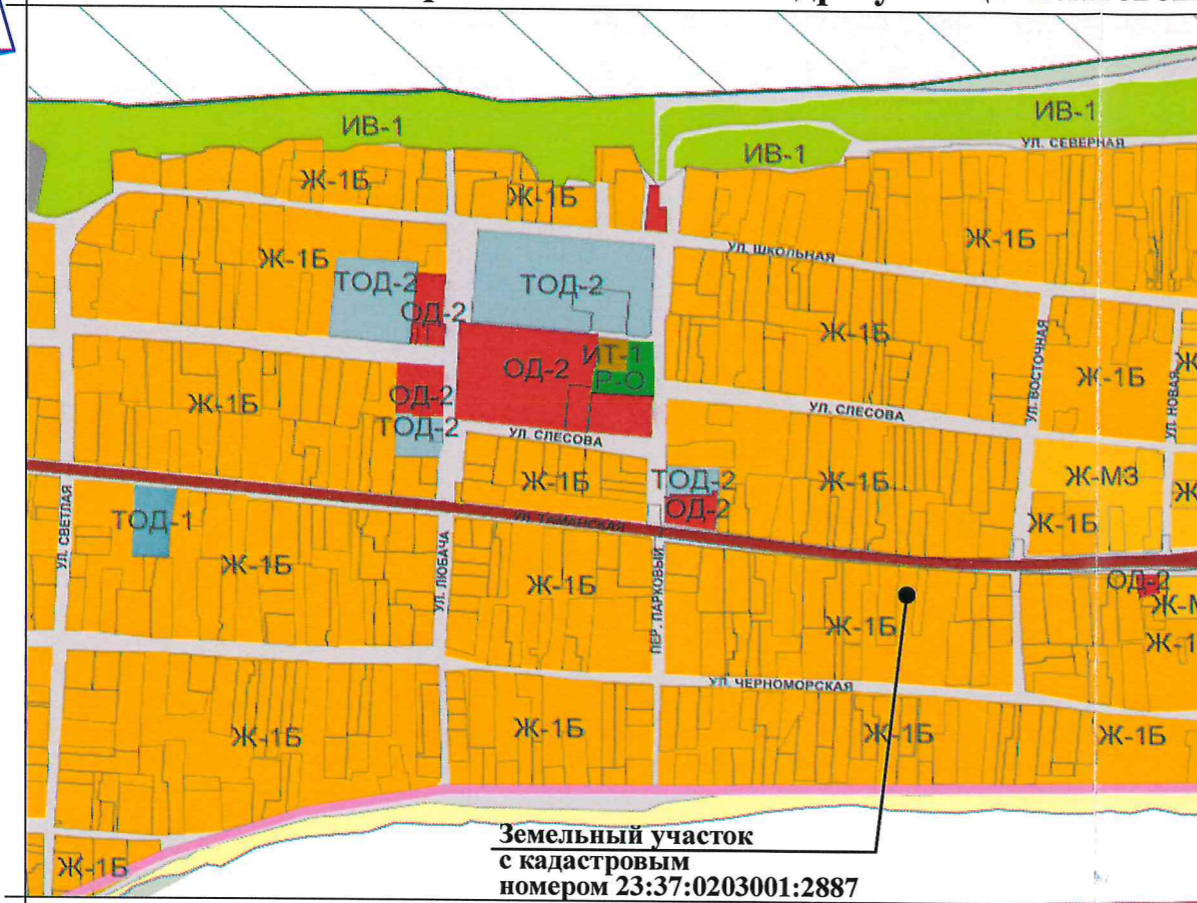 ИВ-1
ИВ-1
УЛ. СЕВЕРНАЯ
ИВ-1
Ж-1Б
Ж-1Б
Ж-1Б
УЛ. ШКОЛЬНАЯ
Ж-1Б
ТОД-2
ТОД-2
ОД-2
Ж-1Б
УЛ. ВОСТОЧНАЯ
ИТ-1
ОД-2
Р-О
Ж-1Б
УЛ. НОВАЯ
ОД-2
Ж-1Б
УЛ. СЛЕСОВА
ТОД-2
УЛ. СЛЕСОВА
Ж-1Б
ТОД-2
Ж-1Б
Ж-МЗ
ОД-2
ТОД-1
УЛ. ТАМАНСКАЯ
Ж-1Б
УЛ. СВЕТЛАЯ
Ж-1Б
УЛ. ЛЮБАЧА
Ж-1Б
ПЕР. ПАРКОВЫЙ
ОД-2
Ж-1Б
УЛ. ЧЕРНОМОРСКАЯ
Ж-1Б
Ж-1Б
Ж-1Б
Ж-1Б
Ж-1Б
Земельный участок
с кадастровым
номером 23:37:0203001:2887